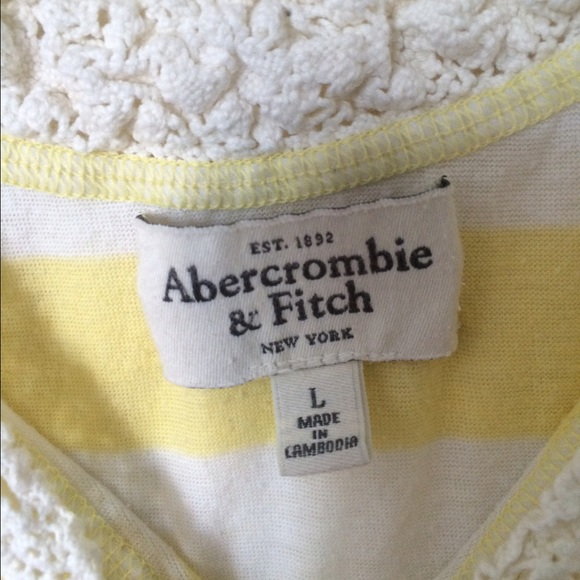 EST. 1892
Abercrombie
& Fitch
NEW YORK
L
MADE
IN
CAMBODIA